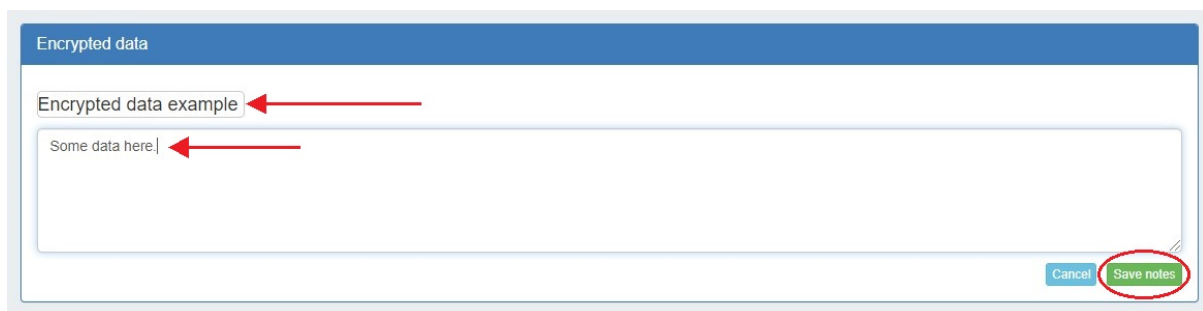 Encrypted data
Encrypted data example
Some data here.
Cancel Save notes